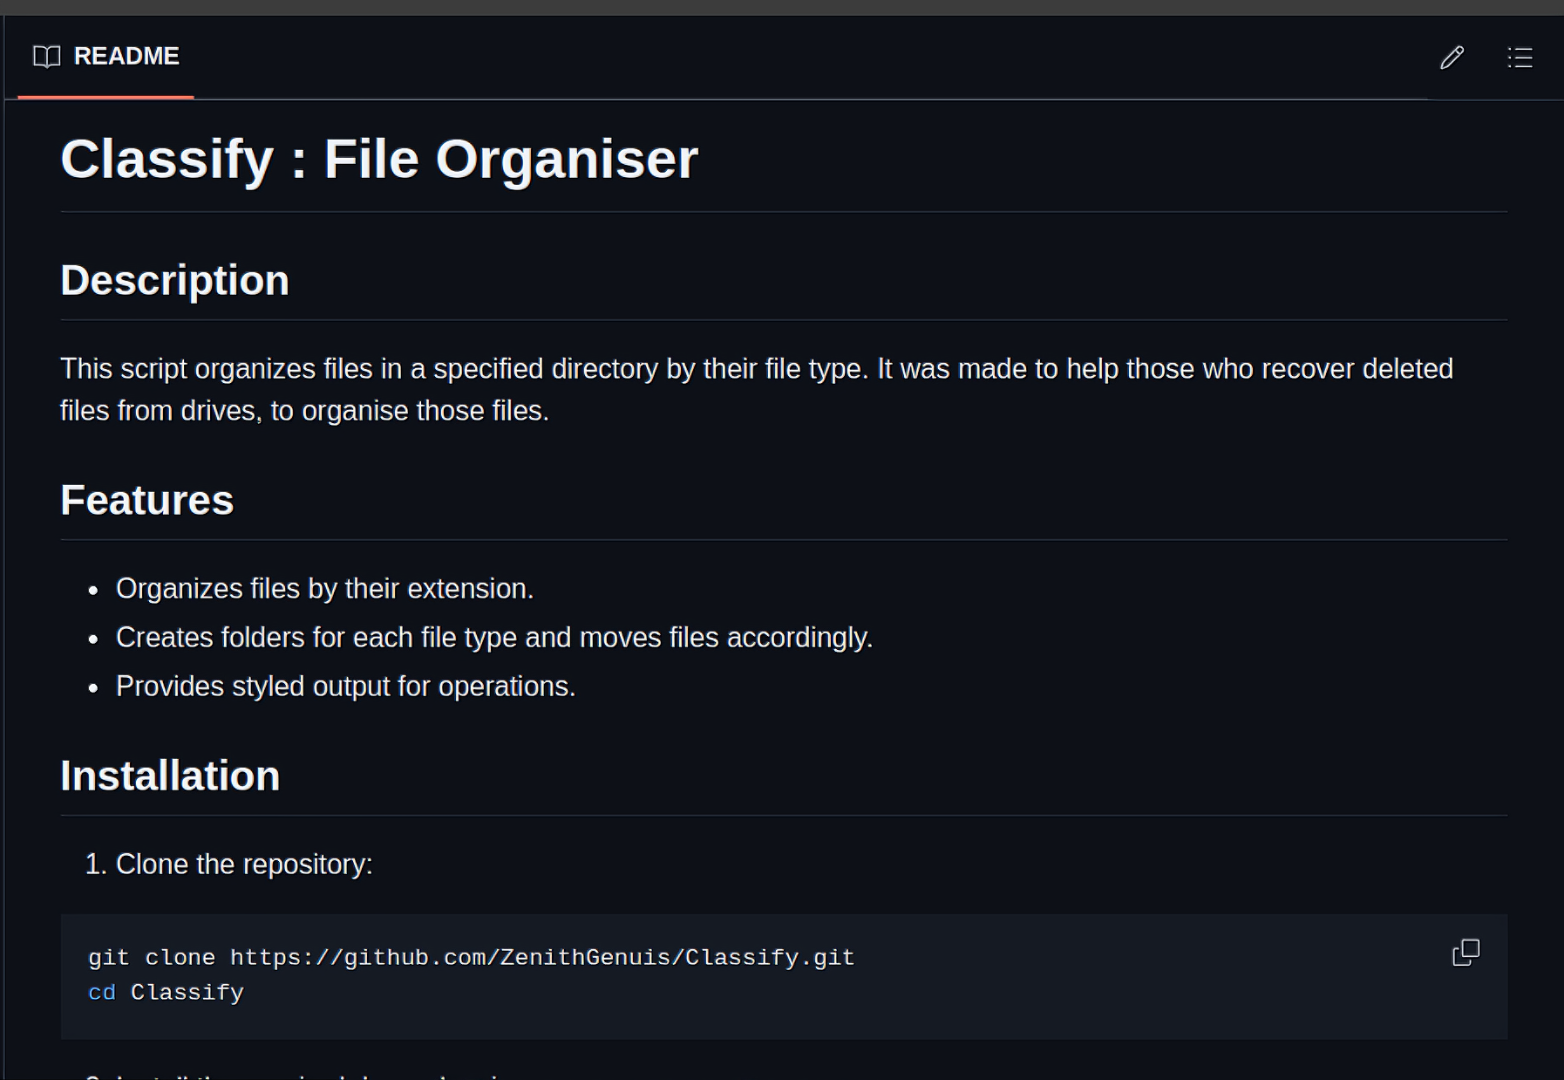 README
Classify : File Organiser
Description
This script organizes files in a specified directory by their file type. It was made to help those who recover deleted
files from drives, to organise those files.
Features
Organizes files by their extension.
Creates folders for each file type and moves files accordingly.
Provides styled output for operations.
Installation
1. Clone the repository:
git clone https://github.com/ZenithGenuis/Classify.git
cd Classify